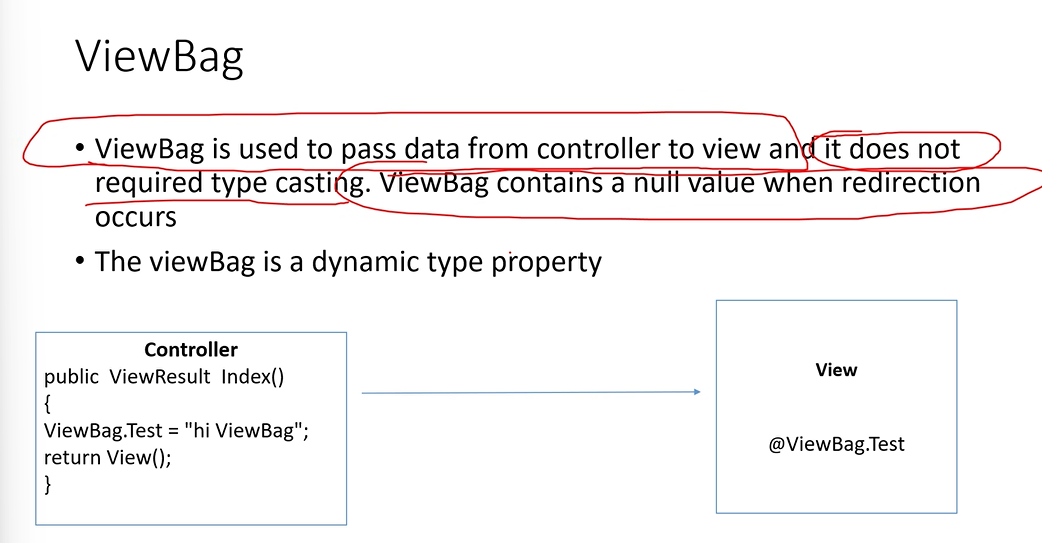 ViewBag
• ViewBag is used to pass data from controller to view and it does not
required type casting. ViewBag contains a null value when redirection
occurs
• The viewBag is a dynamic type property
Controller
public ViewResult Index()
{
ViewBag.Test = "hi ViewBag";
return View();
}
View
@ViewBag.Test